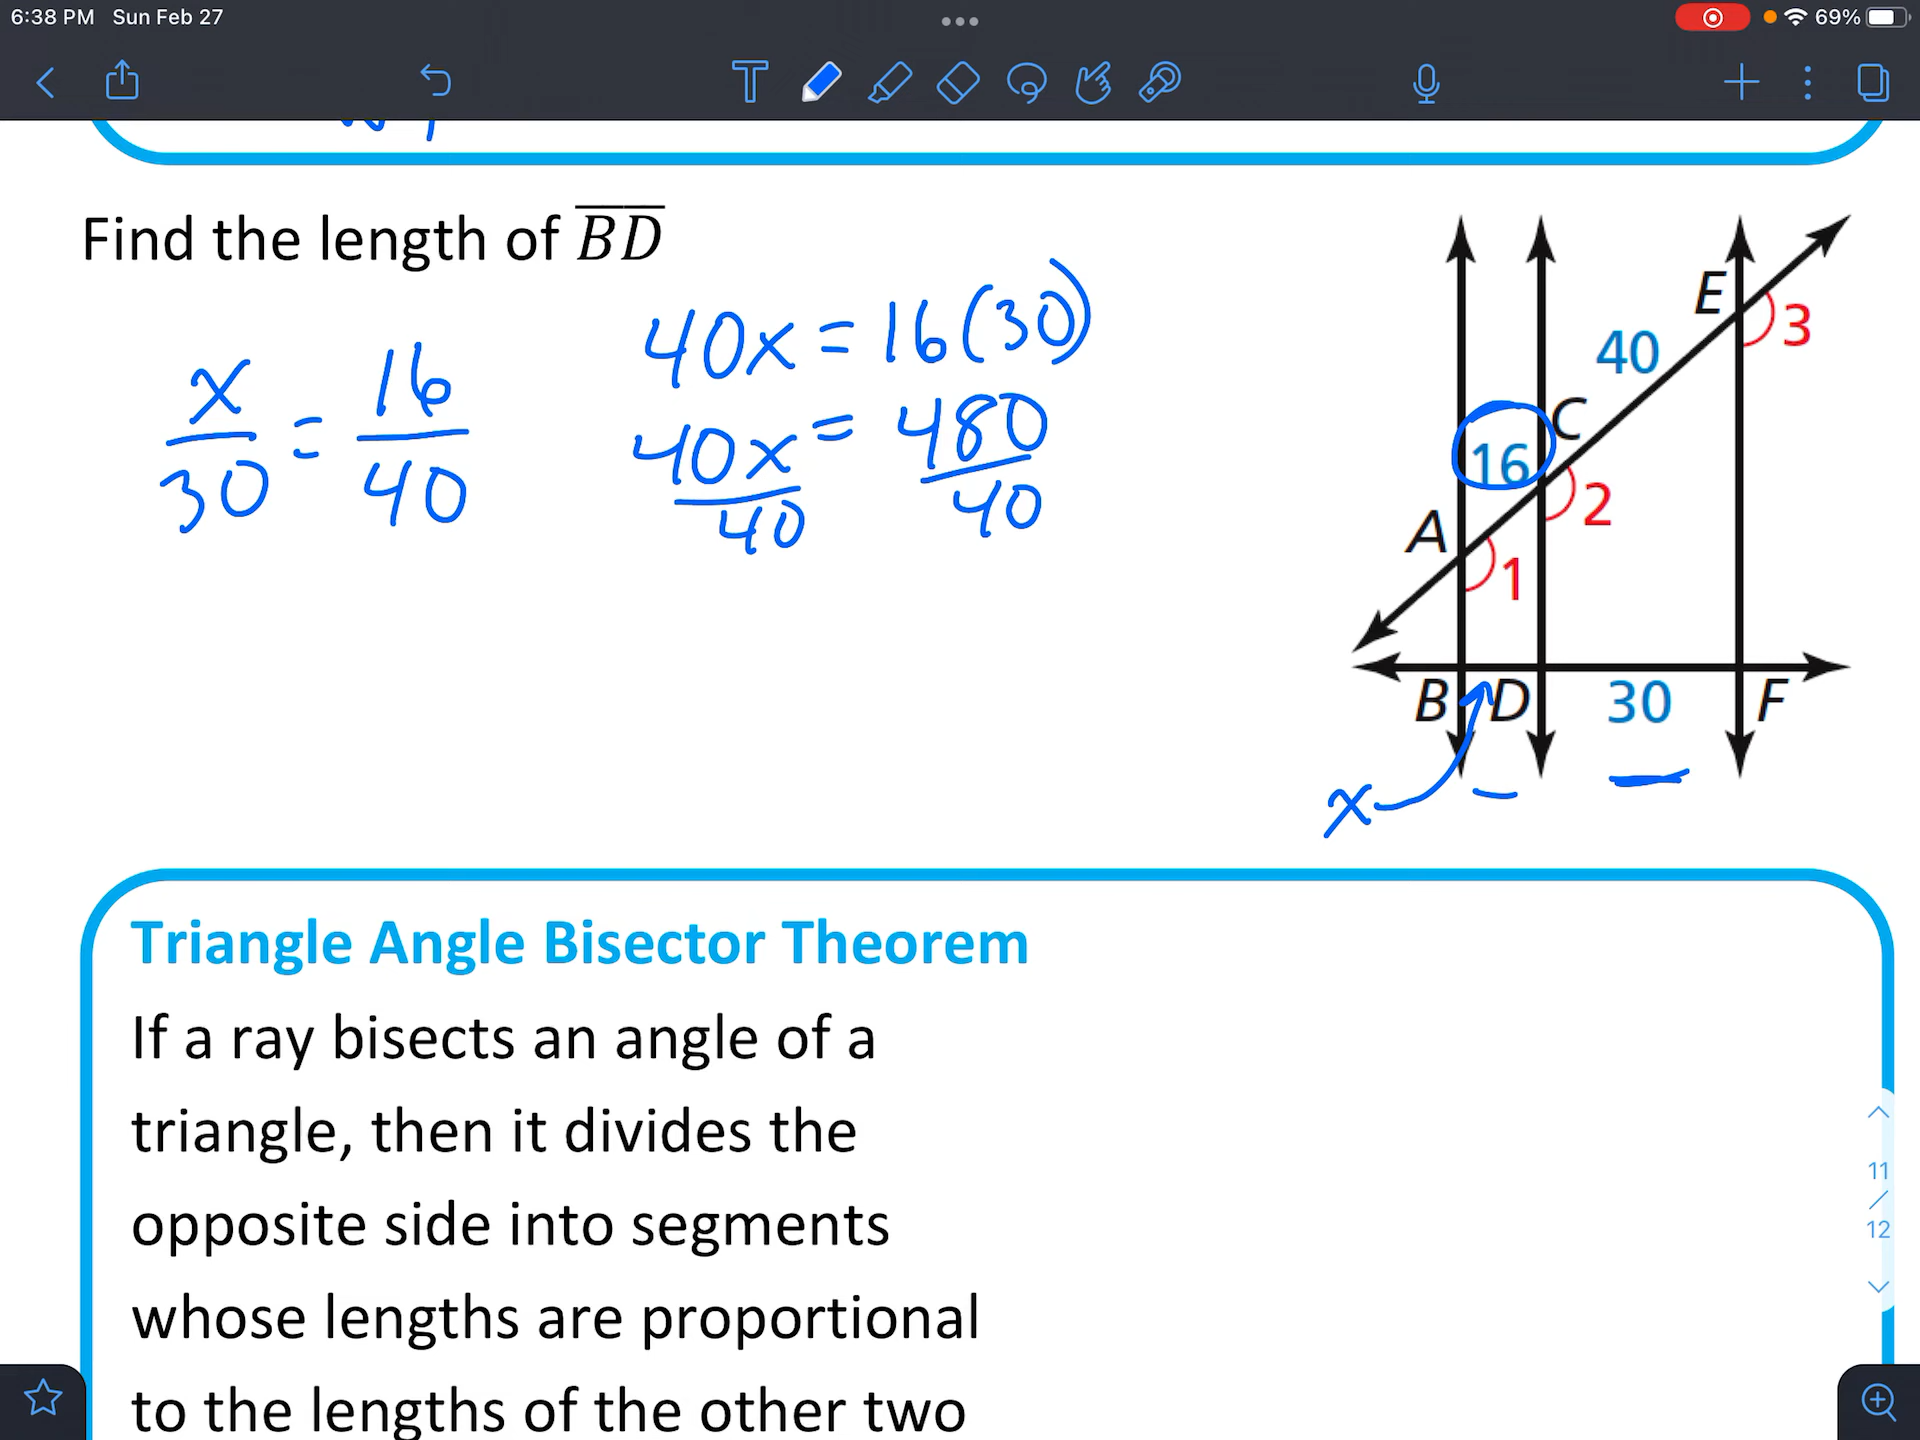 6:38 PM Sun Feb 27
69%
T
Find the length of BD
x/30 = 16/40
40x = 16(30)
40x/40 = 480/40
E
3
40
C
16
2
A
1
B D 30 F
x
Triangle Angle Bisector Theorem
If a ray bisects an angle of a
triangle, then it divides the
opposite side into segments
whose lengths are proportional
to the lengths of the other two
11
/
12